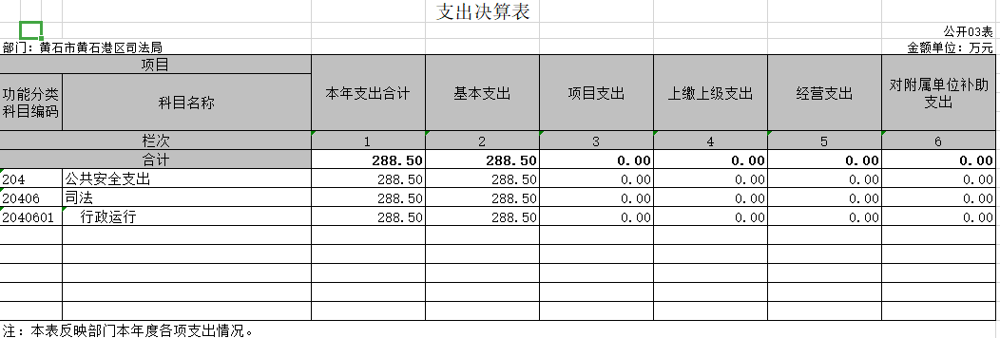 支出决算表
公开03表
部门：黄石市黄石港区司法局 金额单位：万元
项目 本年支出合计 基本支出 项目支出 上缴上级支出 经营支出 对附属单位补助支出
功能分类科目编码 科目名称
栏次 1 2 3 4 5 6
合计 288.50 288.50 0.00 0.00 0.00 0.00
204 公共安全支出 288.50 288.50 0.00 0.00 0.00 0.00
20406 司法 288.50 288.50 0.00 0.00 0.00 0.00
2040601 行政运行 288.50 288.50 0.00 0.00 0.00 0.00
注：本表反映部门本年度各项支出情况。